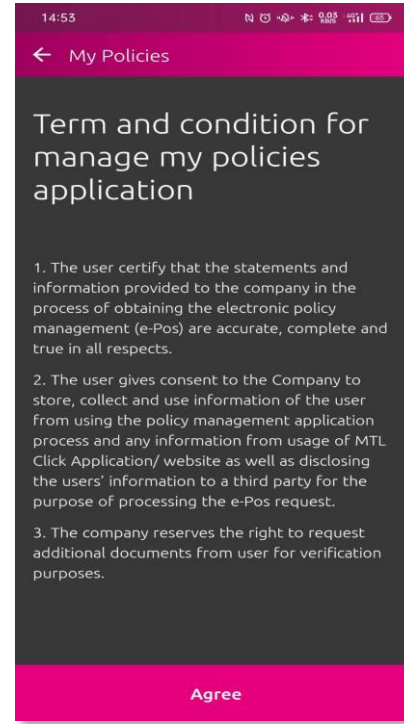 14:53
0.03 KB/S 4G 65
My Policies
Term and condition for
manage my policies
application
1. The user certify that the statements and
information provided to the company in the
process of obtaining the electronic policy
management (e-Pos) are accurate, complete and
true in all respects.
2. The user gives consent to the Company to
store, collect and use information of the user
from using the policy management application
process and any information from usage of MTL
Click Application/ website as well as disclosing
the users' information to a third party for the
purpose of processing the e-Pos request.
3. The company reserves the right to request
additional documents from user for verification
purposes.
Agree